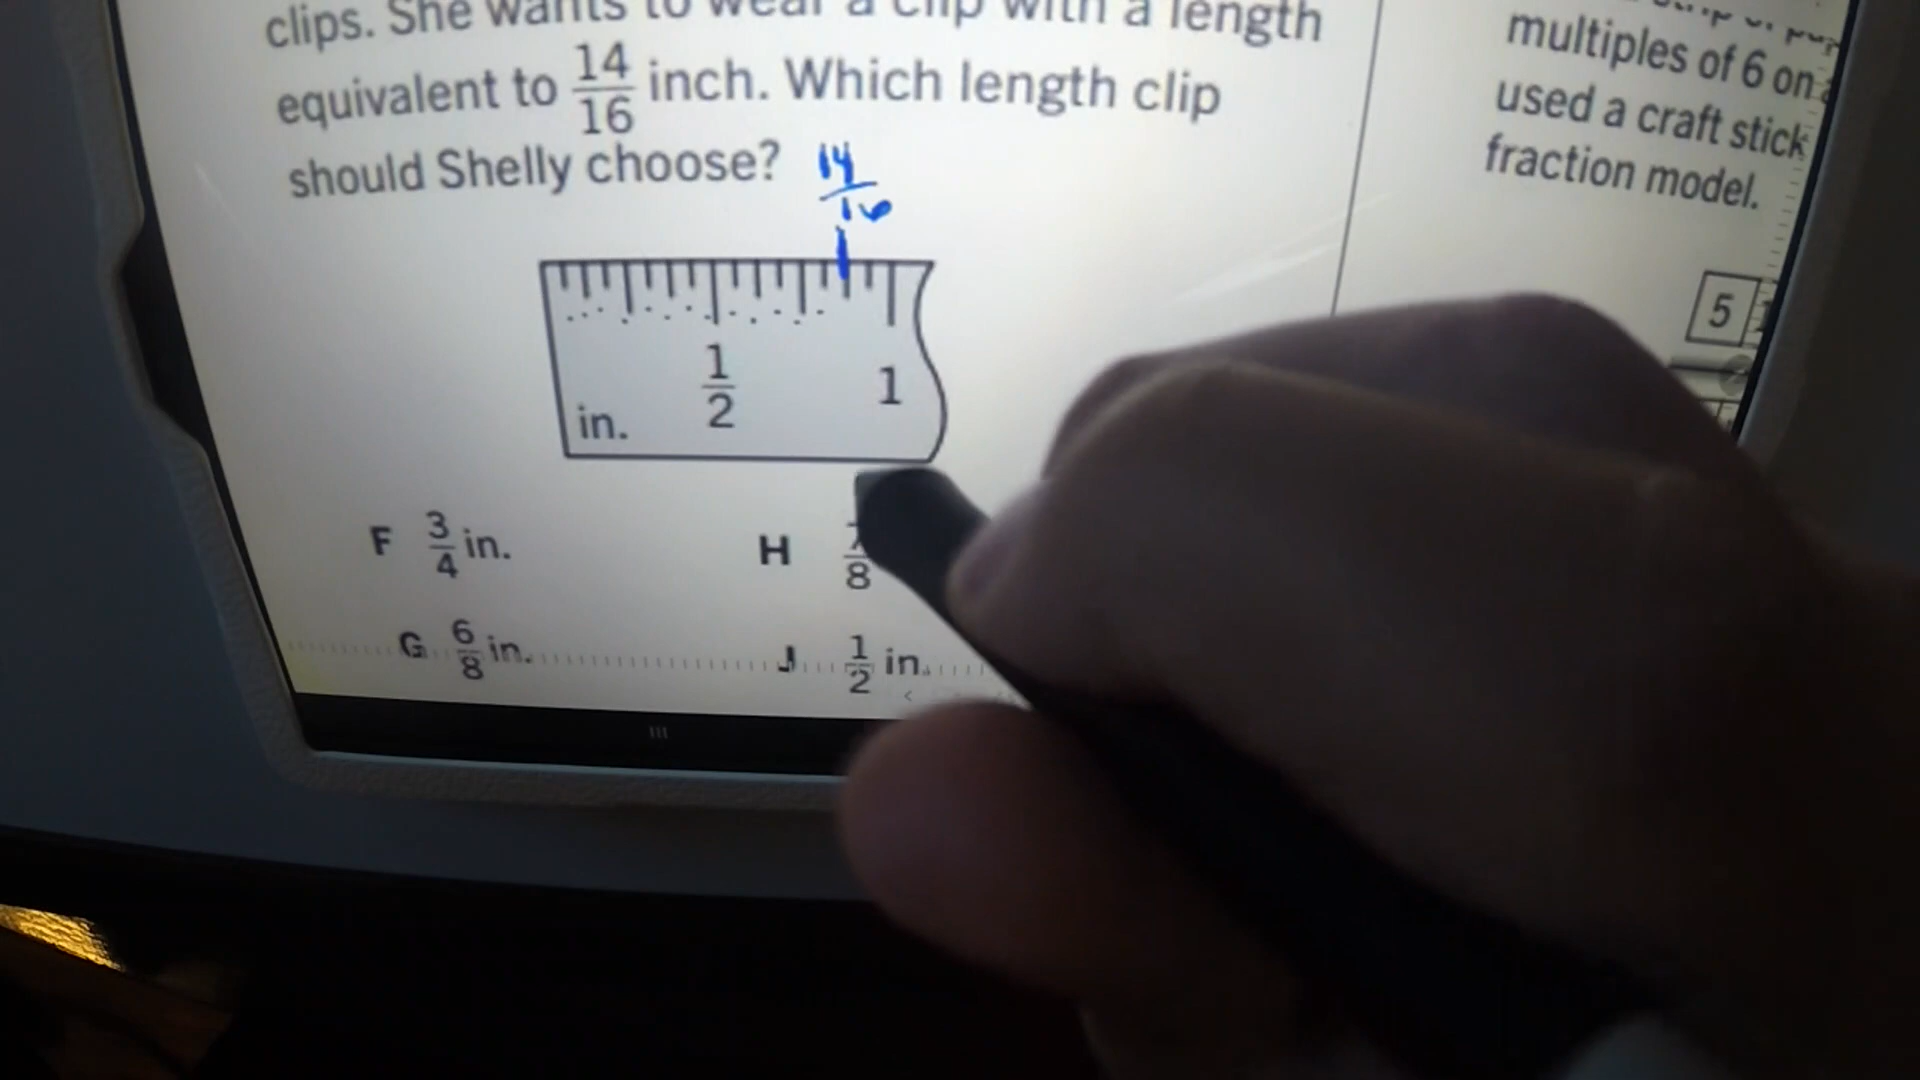 clips. She wants to wear a clip with a length
equivalent to 14/16 inch. Which length clip
should Shelly choose?
14/16
1/2
1
in.
F 3/4 in.
H 7/8
G 6/8 in.
J 1/2 in.
multiples of 6 on
used a craft stick
fraction model.
5